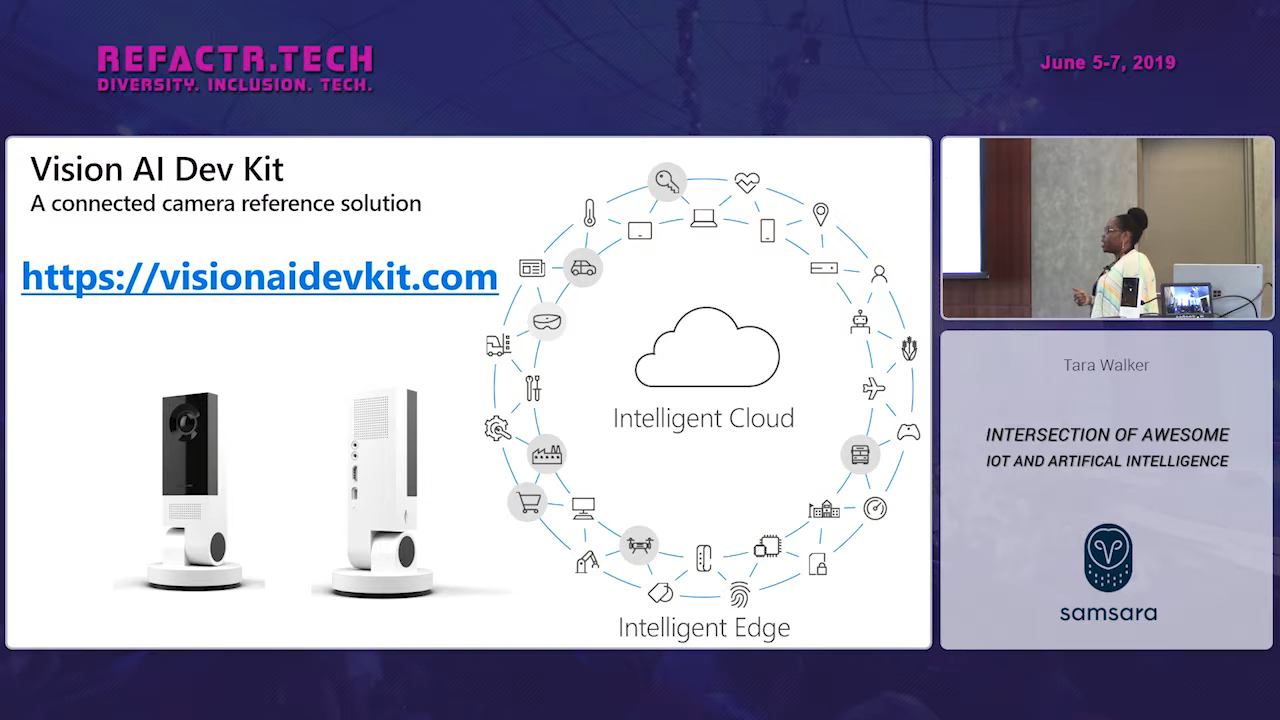 REFACTR.TECH
DIVERSITY. INCLUSION. TECH.
June 5-7, 2019
Vision AI Dev Kit
A connected camera reference solution
https://visionaidevkit.com
Intelligent Cloud
Intelligent Edge
Tara Walker
INTERSECTION OF AWESOME
IOT AND ARTIFICAL INTELLIGENCE
samsara